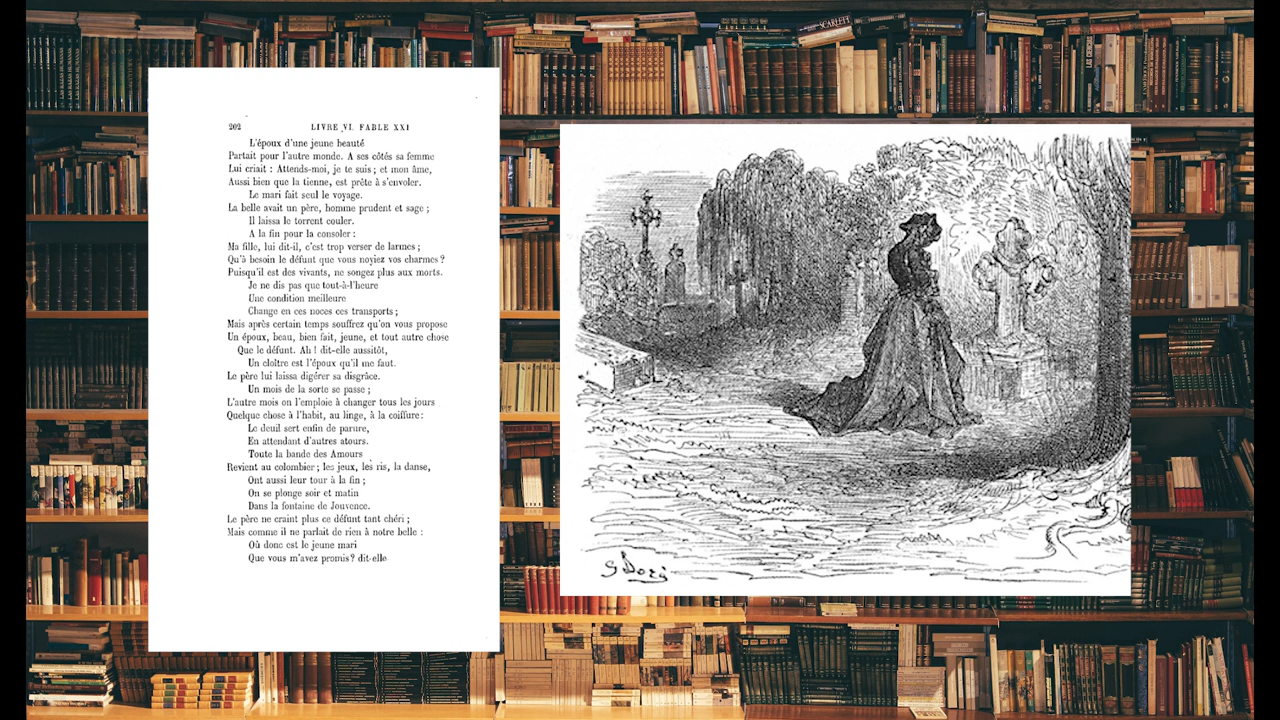 202
LIVRE VI. FABLE XXI
L'époux d'une jeune beauté
Partait pour l'autre monde. A ses côtés sa femme
Lui criait : Attends-moi, je te suis ; et mon âme,
Aussi bien que la tienne, est prête à s'envoler.
Le mari fait seul le voyage.
La belle avait un père, homme prudent et sage ;
Il laissa le torrent couler.
A la fin pour la consoler :
Ma fille, lui dit-il, c'est trop verser de larmes ;
Qu'à besoin le défunt que vous noyiez vos charmes ?
Puisqu'il est des vivants, ne songez plus aux morts.
Je ne dis pas que tout-à-l'heure
Une condition meilleure
Change en ces noces ces transports ;
Mais après certain temps souffrez qu'on vous propose
Un époux, beau, bien fait, jeune, et tout autre chose
Que le défunt. Ah ! dit-elle aussitôt,
Un cloître est l'époux qu'il me faut.
Le père lui laissa digérer sa disgrâce.
Un mois de la sorte se passe ;
L'autre mois on l'emploie à changer tous les jours
Quelque chose à l'habit, au linge, à la coiffure :
Le deuil sert enfin de parure,
En attendant d'autres atours.
Toute la bande des Amours
Revient au colombier ; les jeux, les ris, la danse,
Ont aussi leur tour à la fin ;
On se plonge soir et matin
Dans la fontaine de Jouvence.
Le père ne craint plus ce défunt tant chéri ;
Mais comme il ne parlait de rien à notre belle :
Où donc est le jeune mari
Que vous m'avez promis ? dit-elle
SCARLETT
G Doré